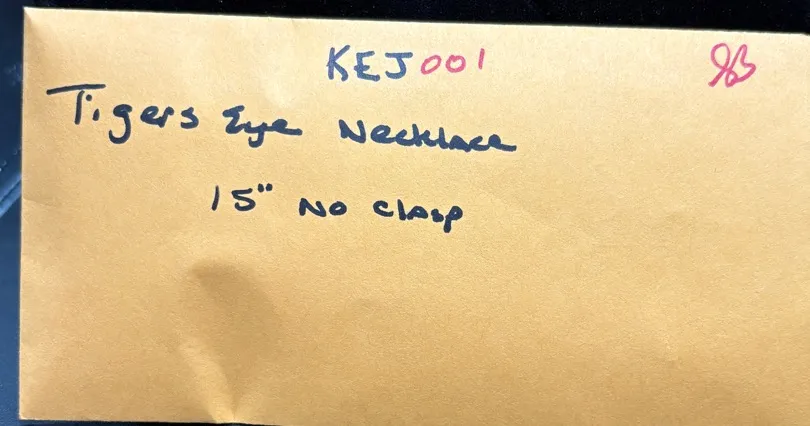 KEJ001
Tigers Eye Necklace
15" No Clasp